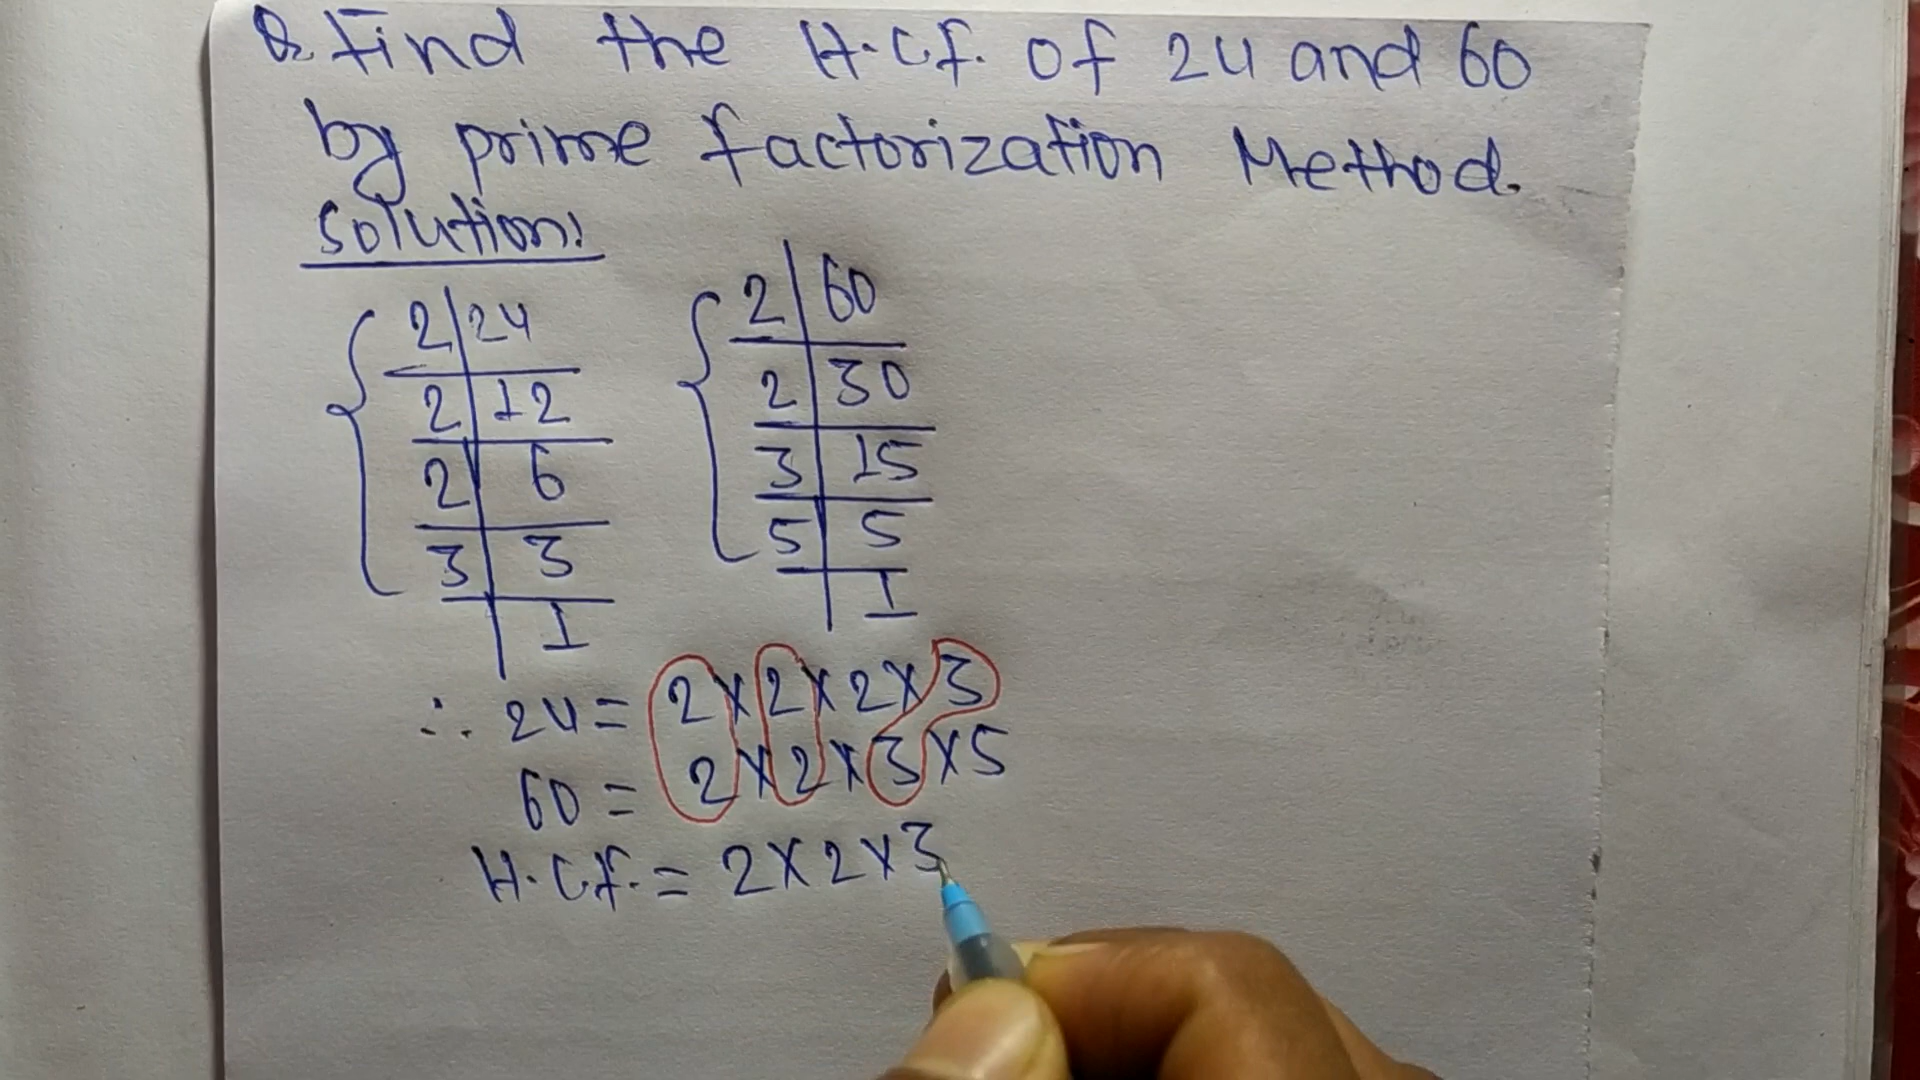 Q. Find the H.C.f. of 24 and 60
by prime factorization Method.
Solution:
2 | 24
2 | 12
2 | 6
3 | 3
| 1
2 | 60
2 | 30
3 | 15
5 | 5
| 1
∴ 24 = 2×2×2×3
60 = 2×2×3×5
H.C.f. = 2×2×3